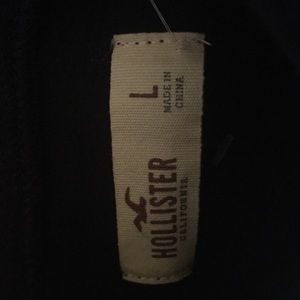 HOLLISTER
CALIFORNIA
L
MADE IN
CHINA